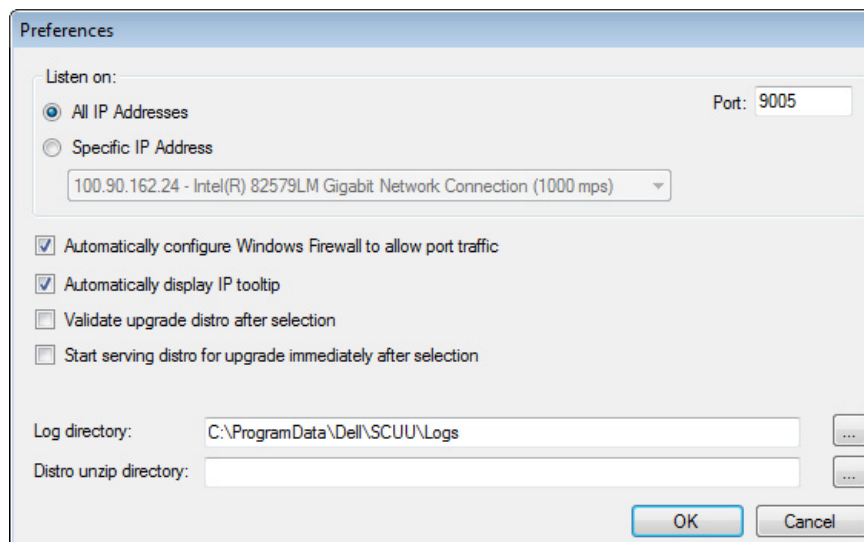 Preferences
Listen on:
All IP Addresses
Port: 9005
Specific IP Address
100.90.162.24 - Intel(R) 82579LM Gigabit Network Connection (1000 mps)
Automatically configure Windows Firewall to allow port traffic
Automatically display IP tooltip
Validate upgrade distro after selection
Start serving distro for upgrade immediately after selection
Log directory: C:\ProgramData\Dell\SCUU\Logs ...
Distro unzip directory: ...
OK Cancel